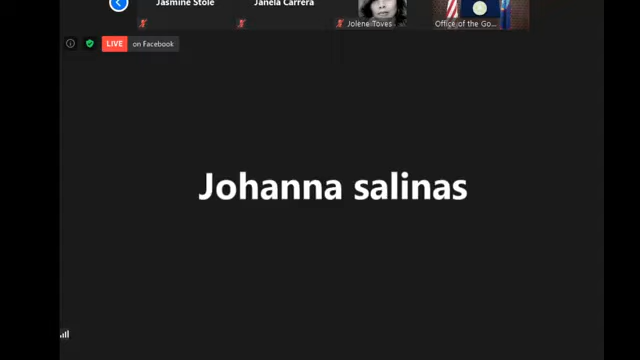 Jasmine Stole
Janela Carrera
Jolene Toves
Office of the Go...
LIVE on Facebook
Johanna salinas